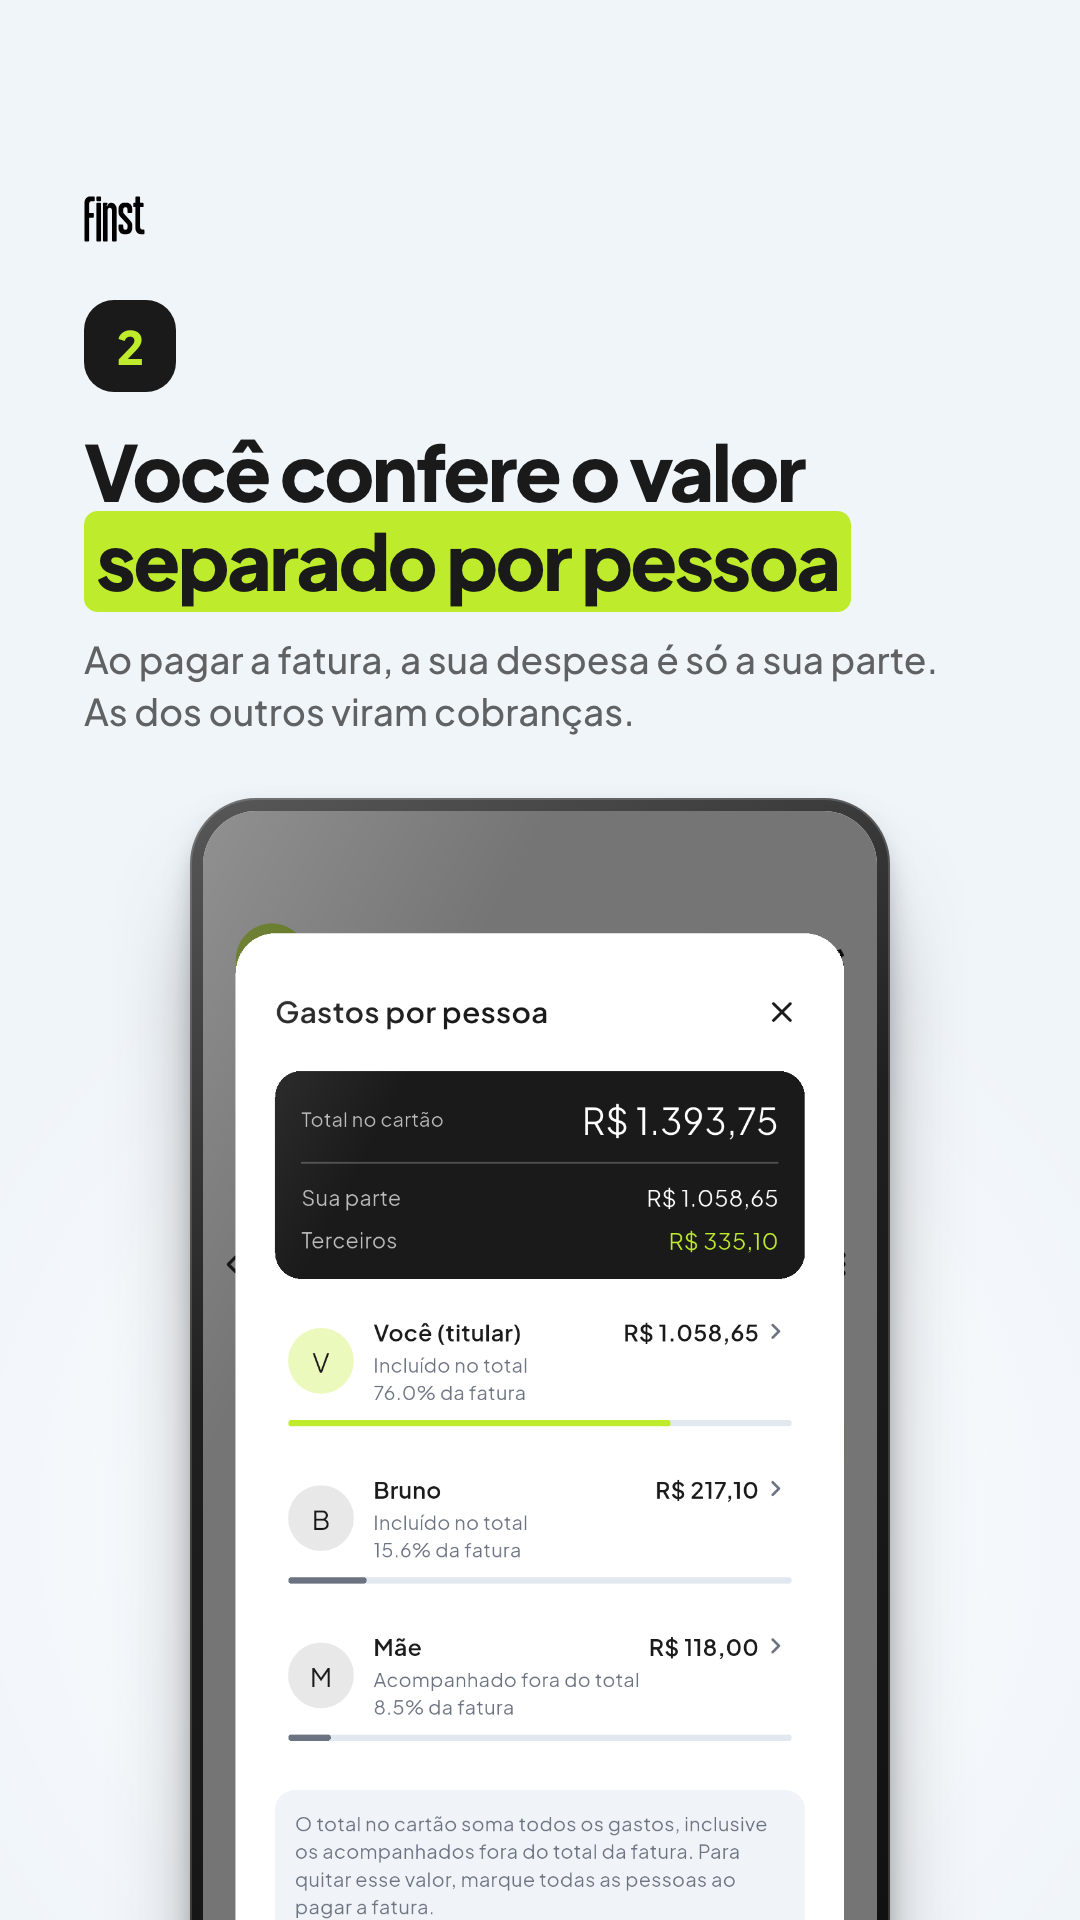 finst
2
Você confere o valor
separado por pessoa
Ao pagar a fatura, a sua despesa é só a sua parte.
As dos outros viram cobranças.
Gastos por pessoa
Total no cartão R$ 1.393,75
Sua parte R$ 1.058,65
Terceiros R$ 335,10
V
Você (titular) R$ 1.058,65
Incluído no total
76.0% da fatura
B
Bruno R$ 217,10
Incluído no total
15.6% da fatura
M
Mãe R$ 118,00
Acompanhado fora do total
8.5% da fatura
O total no cartão soma todos os gastos, inclusive
os acompanhados fora do total da fatura. Para
quitar esse valor, marque todas as pessoas ao
pagar a fatura.